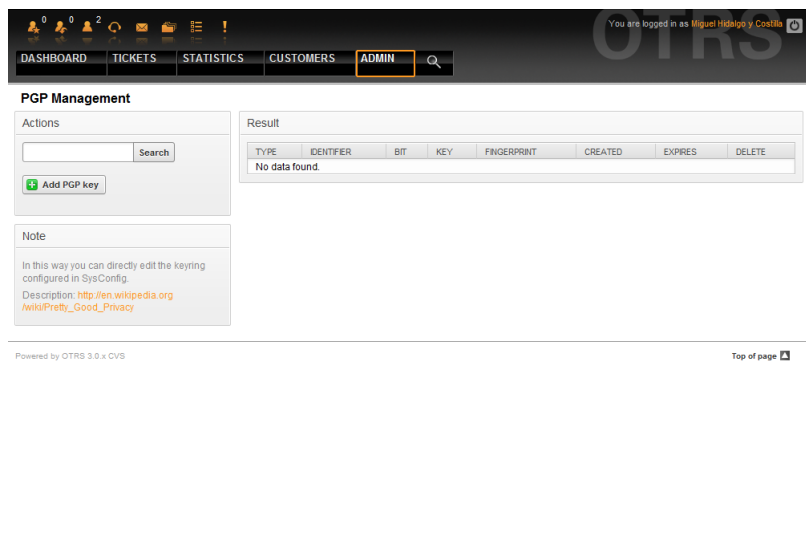 0 0 2
You are logged in as Miguel Hidalgo y Costilla
OTRS
DASHBOARD TICKETS STATISTICS CUSTOMERS ADMIN
PGP Management
Actions
Search
Add PGP key
Result
TYPE IDENTIFIER BIT KEY FINGERPRINT CREATED EXPIRES DELETE
No data found.
Note
In this way you can directly edit the keyring
configured in SysConfig.
Description: http://en.wikipedia.org
/wiki/Pretty_Good_Privacy
Powered by OTRS 3.0.x CVS
Top of page